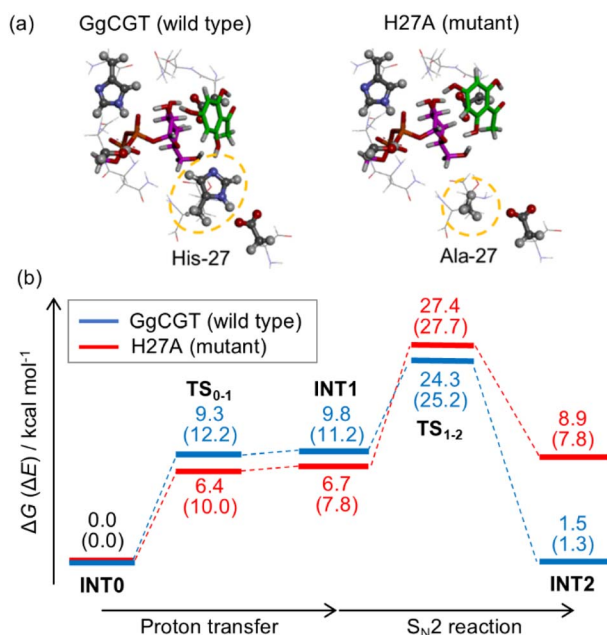 (a)
GgCGT (wild type)
H27A (mutant)
His-27
Ala-27
(b)
GgCGT (wild type)
H27A (mutant)
ΔG (ΔE) / kcal mol⁻¹
0.0
(0.0)
INT0
TS₀₋₁
9.3
(12.2)
6.4
(10.0)
INT1
9.8
(11.2)
6.7
(7.8)
27.4
(27.7)
24.3
(25.2)
TS₁₋₂
8.9
(7.8)
1.5
(1.3)
INT2
Proton transfer
Sₙ2 reaction